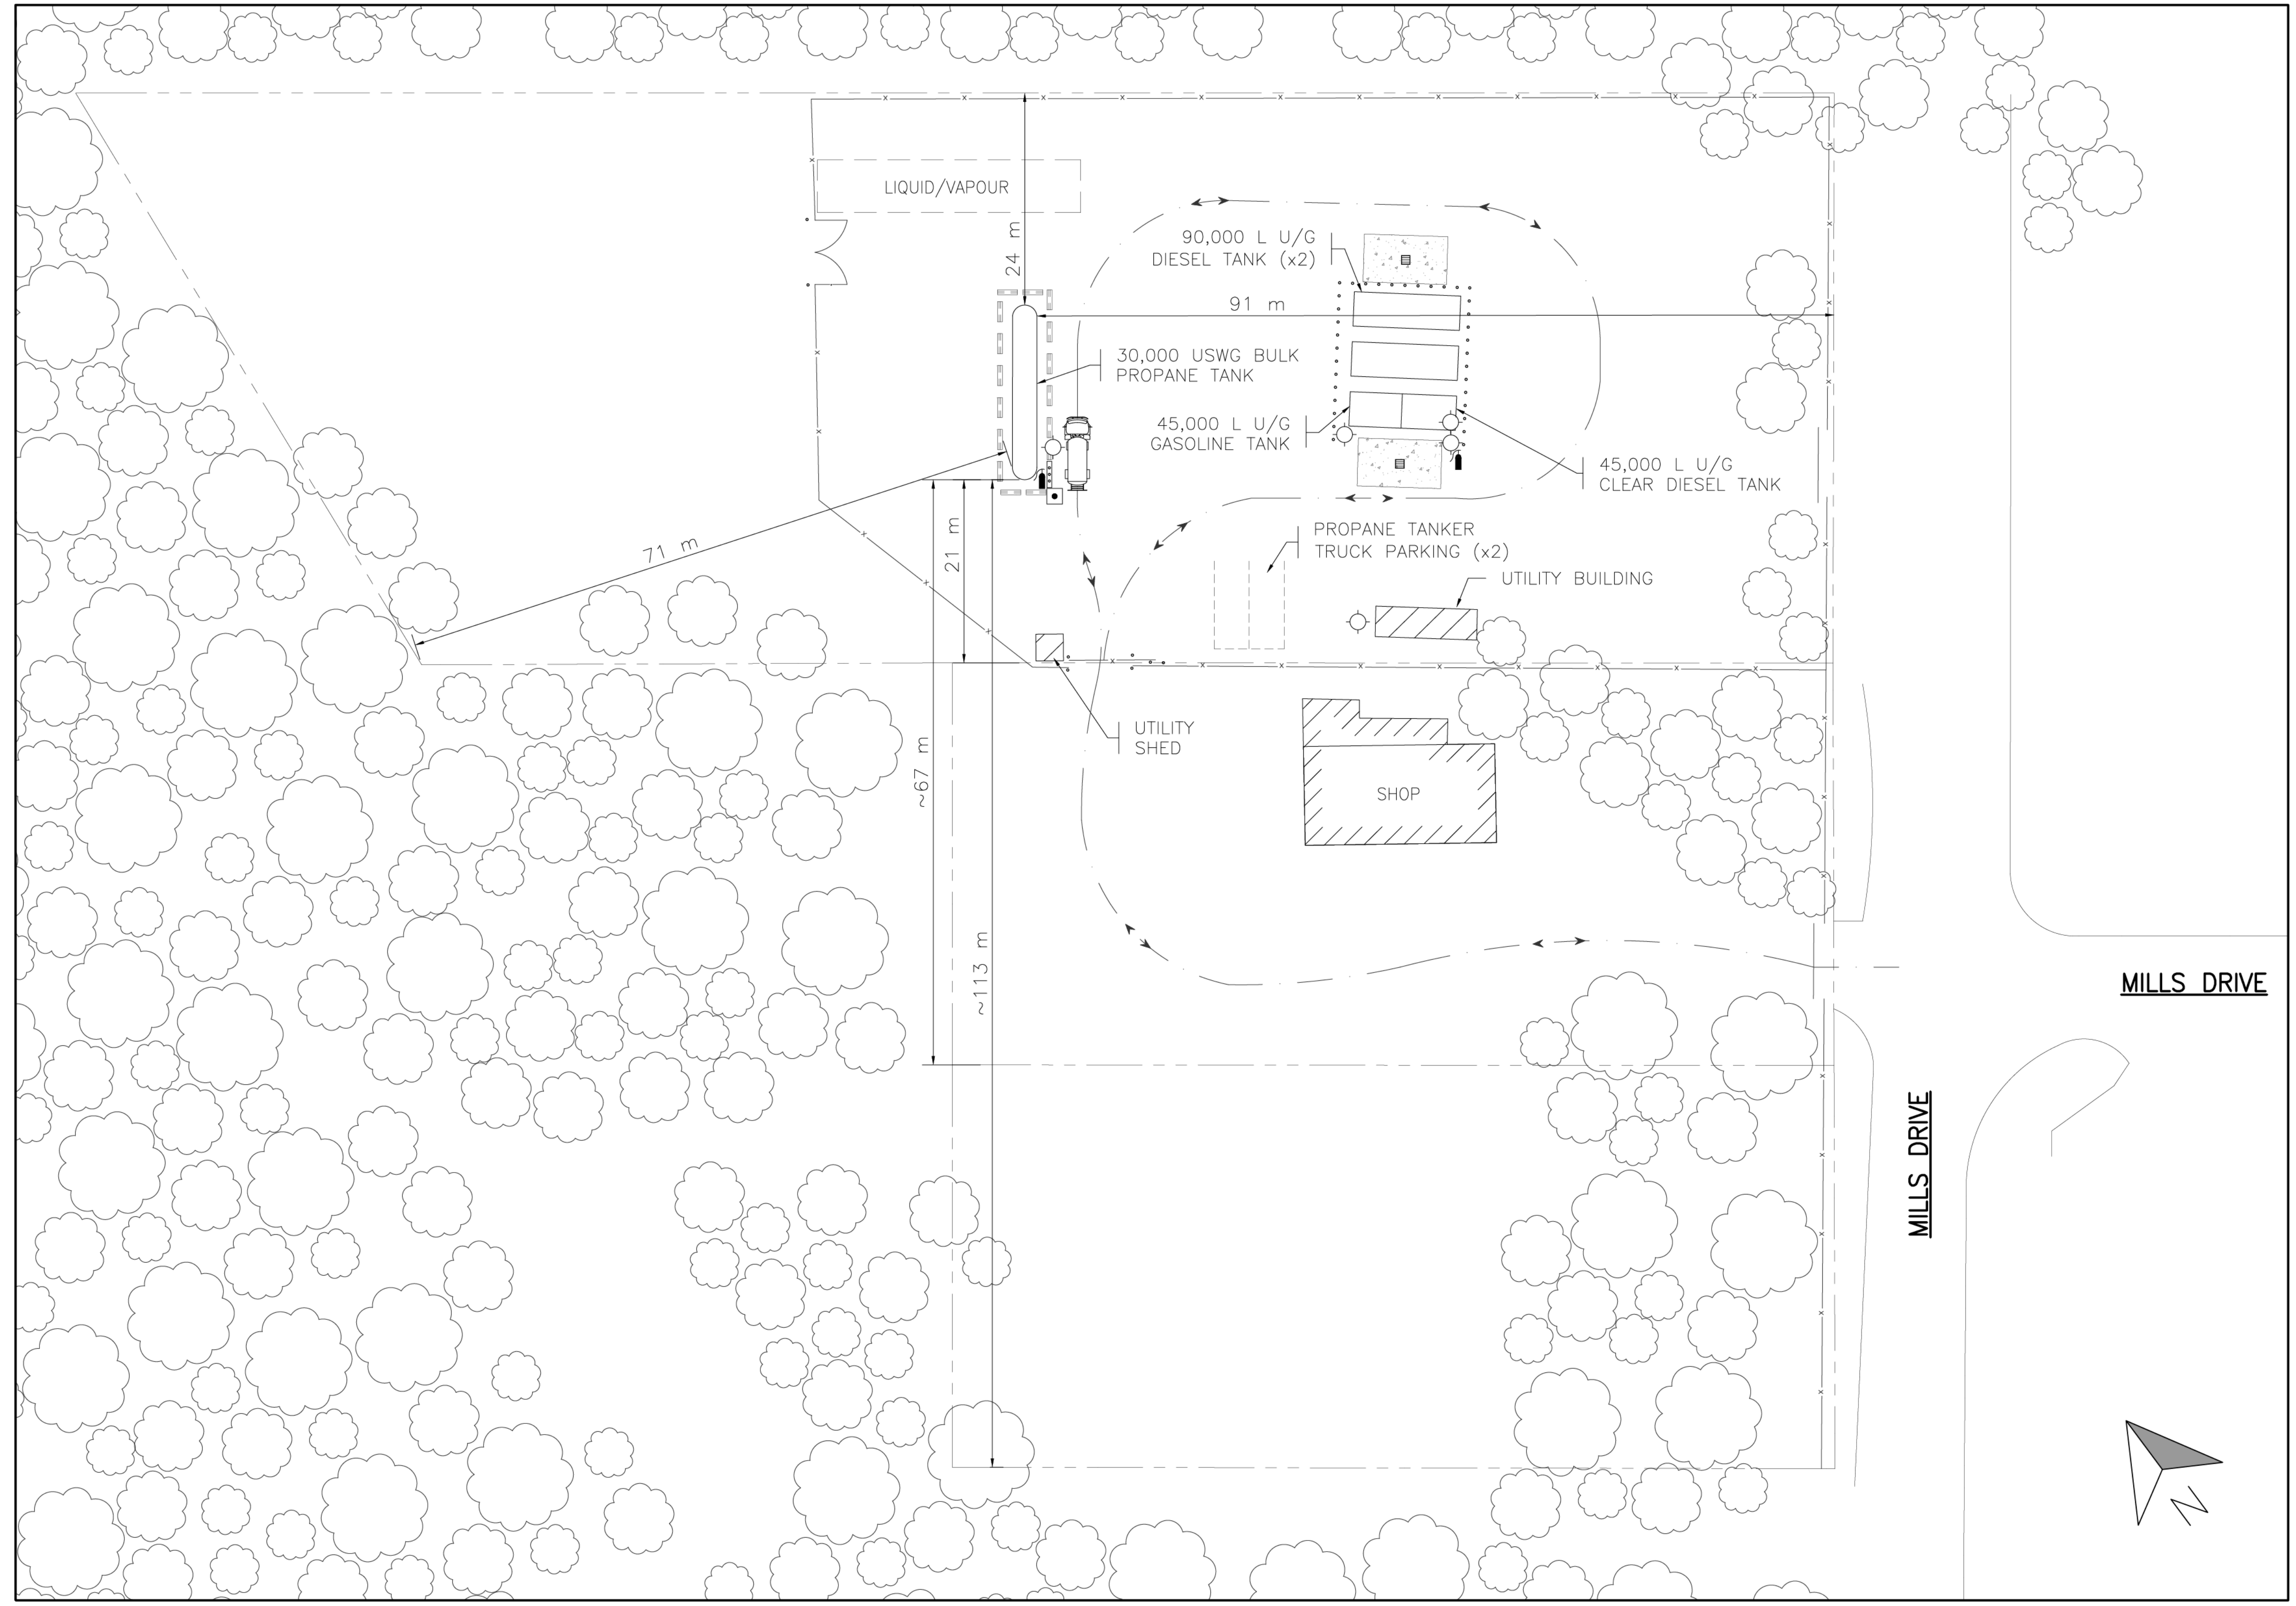 LIQUID/VAPOUR
24 m
90,000 L U/G
DIESEL TANK (x2)
91 m
30,000 USWG BULK
PROPANE TANK
45,000 L U/G
GASOLINE TANK
45,000 L U/G
CLEAR DIESEL TANK
71 m
21 m
PROPANE TANKER
TRUCK PARKING (x2)
UTILITY BUILDING
UTILITY
SHED
~67 m
SHOP
~113 m
MILLS DRIVE
MILLS DRIVE
N